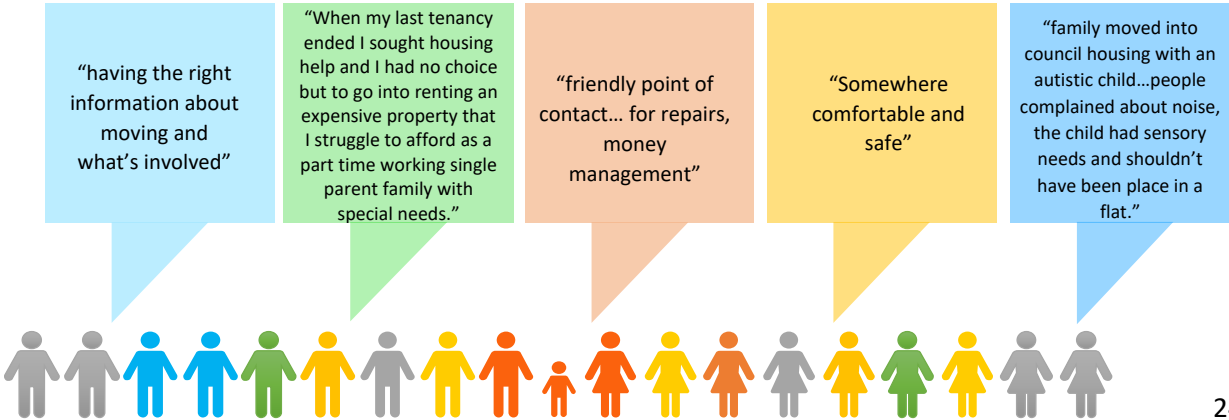 “having the right
information about
moving and
what’s involved”
“When my last tenancy
ended I sought housing
help and I had no choice
but to go into renting an
expensive property that
I struggle to afford as a
part time working single
parent family with
special needs.”
“friendly point of
contact… for repairs,
money
management”
“Somewhere
comfortable and
safe”
“family moved into
council housing with an
autistic child…people
complained about noise,
the child had sensory
needs and shouldn’t
have been place in a
flat.”
2